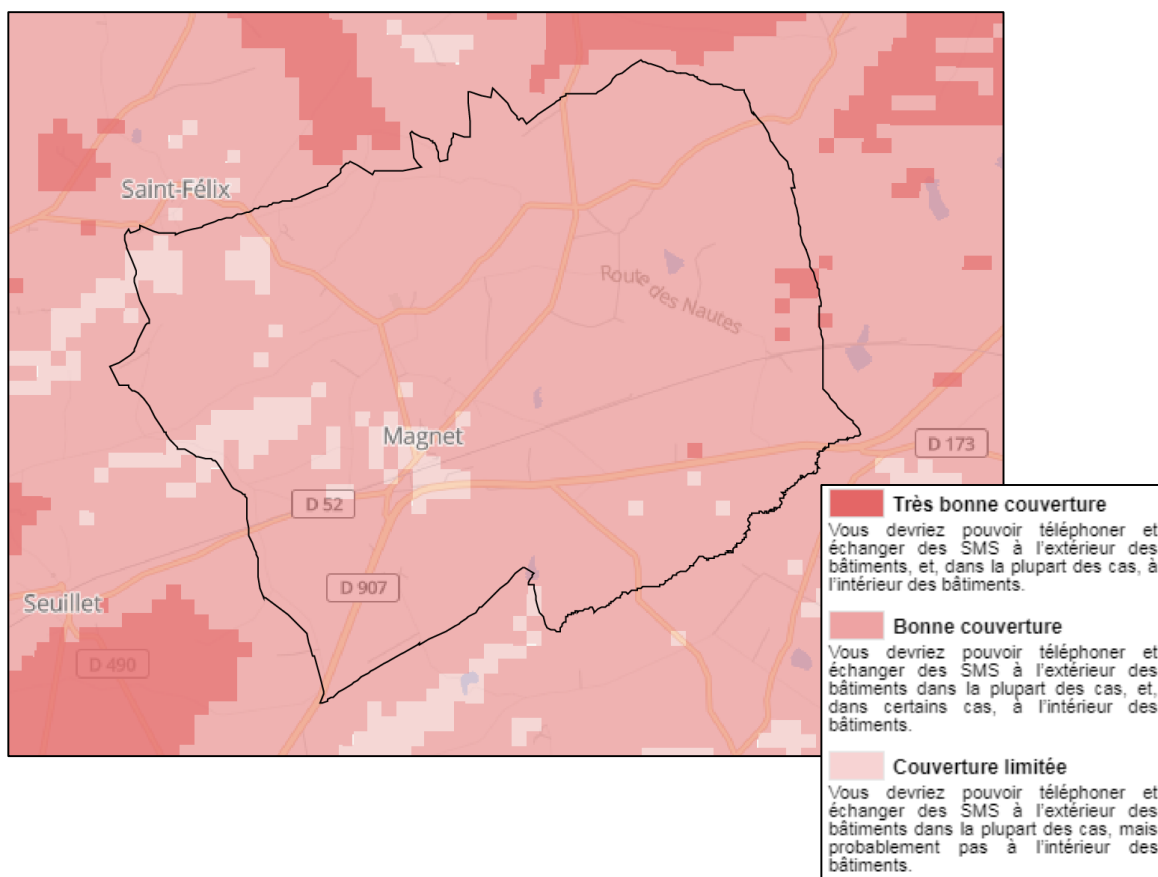 Saint-Félix
Route des Nautes
Magnet
D 173
D 52
D 907
Seuillet
D 490
Très bonne couverture
Vous devriez pouvoir téléphoner et
échanger des SMS à l'extérieur des
bâtiments, et, dans la plupart des cas, à
l'intérieur des bâtiments.
Bonne couverture
Vous devriez pouvoir téléphoner et
échanger des SMS à l'extérieur des
bâtiments dans la plupart des cas, et,
dans certains cas, à l'intérieur des
bâtiments.
Couverture limitée
Vous devriez pouvoir téléphoner et
échanger des SMS à l'extérieur des
bâtiments dans la plupart des cas, mais
probablement pas à l'intérieur des
bâtiments.